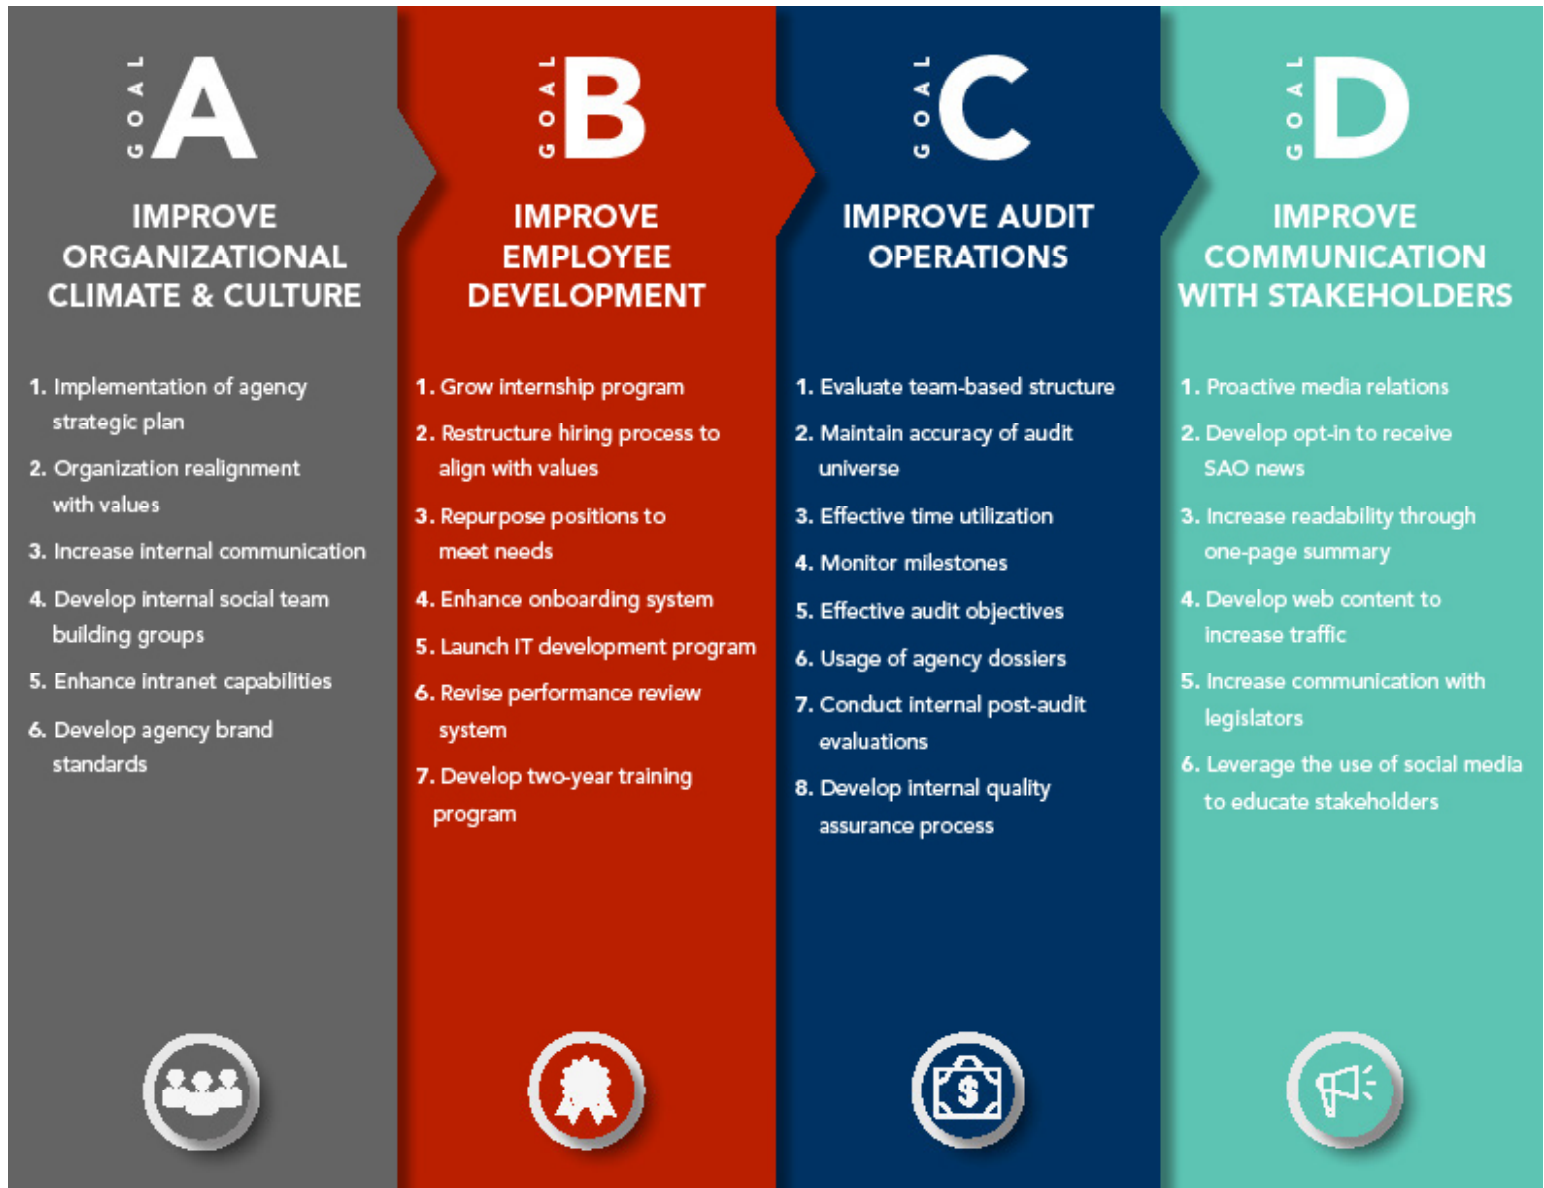 GOAL A
IMPROVE
ORGANIZATIONAL
CLIMATE & CULTURE
1. Implementation of agency
strategic plan
2. Organization realignment
with values
3. Increase internal communication
4. Develop internal social team
building groups
5. Enhance intranet capabilities
6. Develop agency brand
standards
GOAL B
IMPROVE
EMPLOYEE
DEVELOPMENT
1. Grow internship program
2. Restructure hiring process to
align with values
3. Repurpose positions to
meet needs
4. Enhance onboarding system
5. Launch IT development program
6. Revise performance review
system
7. Develop two-year training
program
GOAL C
IMPROVE AUDIT
OPERATIONS
1. Evaluate team-based structure
2. Maintain accuracy of audit
universe
3. Effective time utilization
4. Monitor milestones
5. Effective audit objectives
6. Usage of agency dossiers
7. Conduct internal post-audit
evaluations
8. Develop internal quality
assurance process
$
GOAL D
IMPROVE
COMMUNICATION
WITH STAKEHOLDERS
1. Proactive media relations
2. Develop opt-in to receive
SAO news
3. Increase readability through
one-page summary
4. Develop web content to
increase traffic
5. Increase communication with
legislators
6. Leverage the use of social media
to educate stakeholders